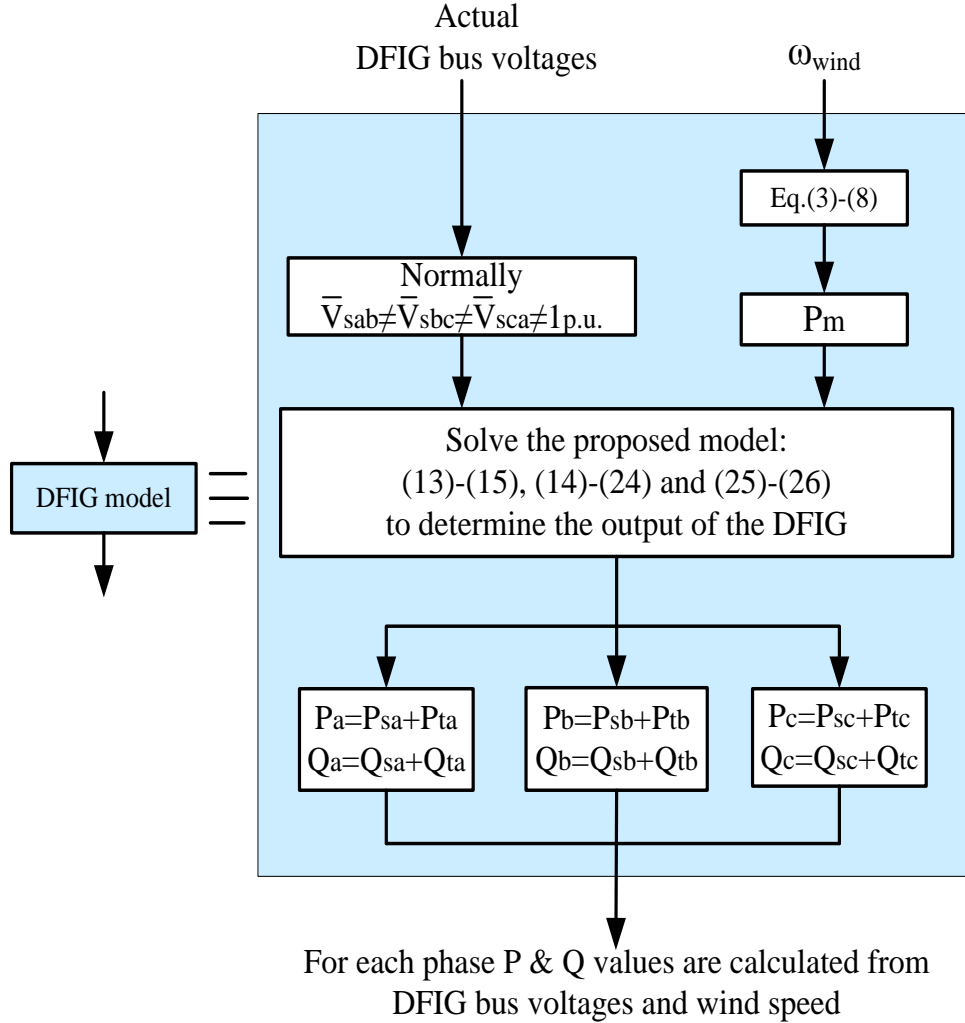 Actual
DFIG bus voltages
ωwind
Eq.(3)-(8)
Normally
V̅sab≠V̅sbc≠V̅sca≠1p.u.
Pm
Solve the proposed model:
(13)-(15), (14)-(24) and (25)-(26)
to determine the output of the DFIG
DFIG model
Pa=Psa+Pta
Qa=Qsa+Qta
Pb=Psb+Ptb
Qb=Qsb+Qtb
Pc=Psc+Ptc
Qc=Qsc+Qtc
For each phase P & Q values are calculated from
DFIG bus voltages and wind speed